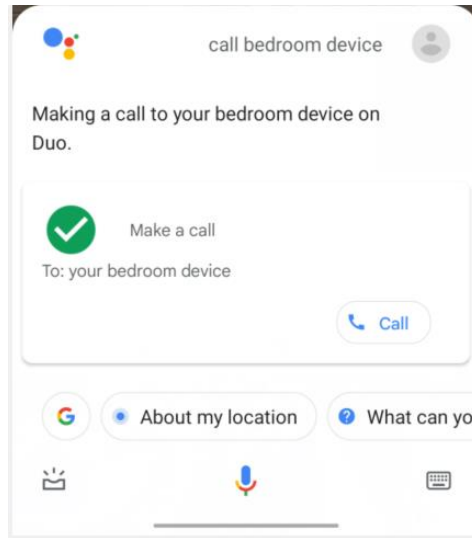 call bedroom device
Making a call to your bedroom device on
Duo.
Make a call
To: your bedroom device
Call
About my location
What can yo